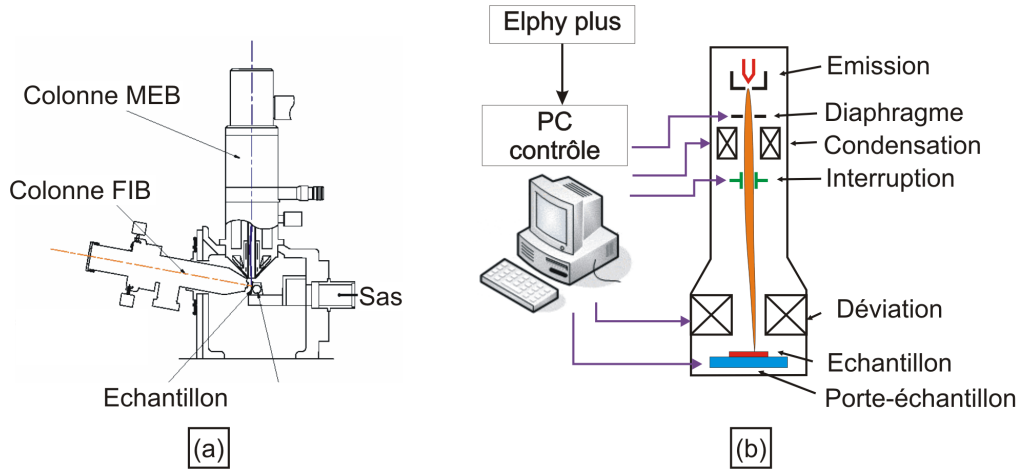 Colonne MEB
Colonne FIB
Sas
Echantillon
(a)
Elphy plus
PC
contrôle
Emission
Diaphragme
Condensation
Interruption
Déviation
Echantillon
Porte-échantillon
(b)